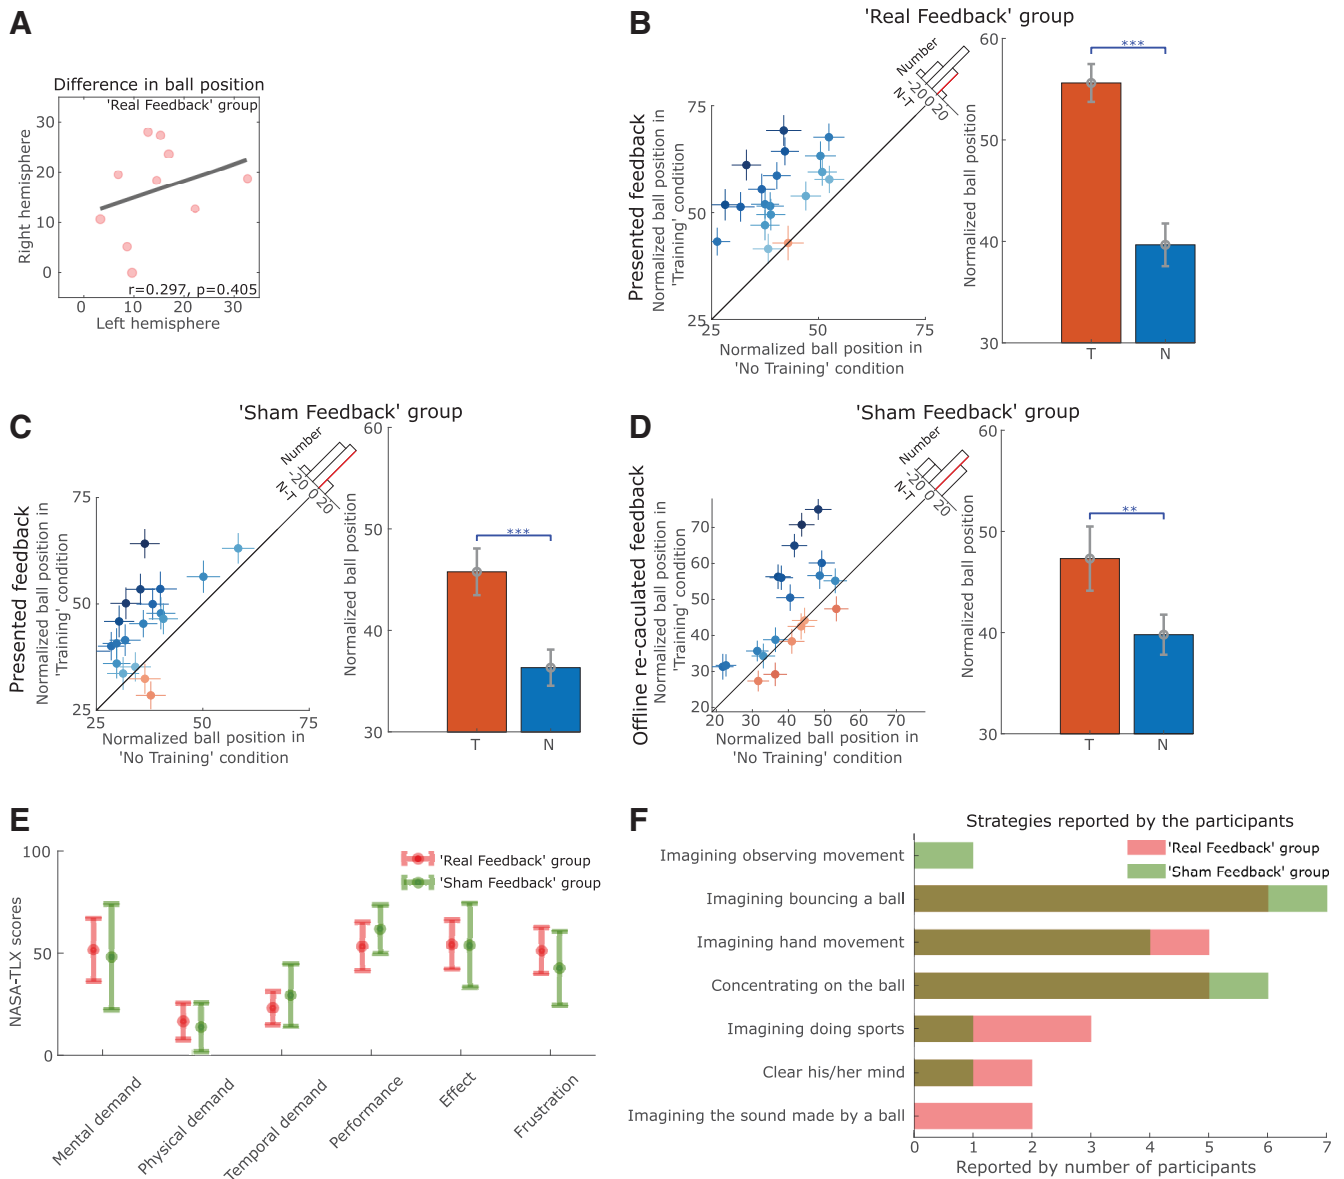 A
Difference in ball position
'Real Feedback' group
30
20
10
0
Right hemisphere
r=0.297, p=0.405
0 10 20 30
Left hemisphere
B
'Real Feedback' group
Presented feedback
Normalized ball position in
'Training' condition
75
50
25
25 50 75
Normalized ball position in
'No Training' condition
Number
N-T
-20 0 20
Normalized ball position
60
50
40
30
***
T N
C
'Sham Feedback' group
Presented feedback
Normalized ball position in
'Training' condition
75
50
25
25 50 75
Normalized ball position in
'No Training' condition
Number
N-T
-20 0 20
Normalized ball position
60
50
40
30
***
T N
D
'Sham Feedback' group
Offline re-caculated feedback
Normalized ball position in
'Training' condition
70
60
50
40
30
20
20 30 40 50 60 70
Normalized ball position in
'No Training' condition
Number
N-T
-20 0 20
Normalized ball position
60
50
40
30
**
T N
E
NASA-TLX scores
100
50
0
'Real Feedback' group
'Sham Feedback' group
Mental demand
Physical demand
Temporal demand
Performance
Effect
Frustration
F
Strategies reported by the participants
'Real Feedback' group
'Sham Feedback' group
Imagining observing movement
Imagining bouncing a ball
Imagining hand movement
Concentrating on the ball
Imagining doing sports
Clear his/her mind
Imagining the sound made by a ball
0 1 2 3 4 5 6 7
Reported by number of participants